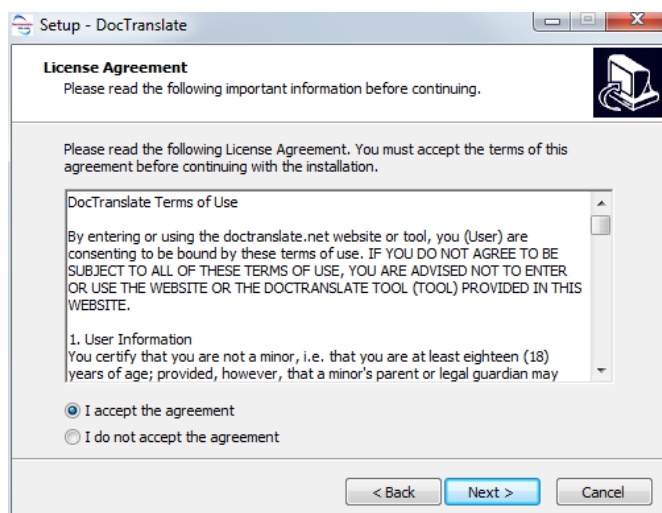 Setup - DocTranslate
License Agreement
Please read the following important information before continuing.
Please read the following License Agreement. You must accept the terms of this
agreement before continuing with the installation.
DocTranslate Terms of Use
By entering or using the doctranslate.net website or tool, you (User) are
consenting to be bound by these terms of use. IF YOU DO NOT AGREE TO BE
SUBJECT TO ALL OF THESE TERMS OF USE, YOU ARE ADVISED NOT TO ENTER
OR USE THE WEBSITE OR THE DOCTRANSLATE TOOL (TOOL) PROVIDED IN THIS
WEBSITE.
1. User Information
You certify that you are not a minor, i.e. that you are at least eighteen (18)
years of age; provided, however, that a minor's parent or legal guardian may
I accept the agreement
I do not accept the agreement
< Back
Next >
Cancel